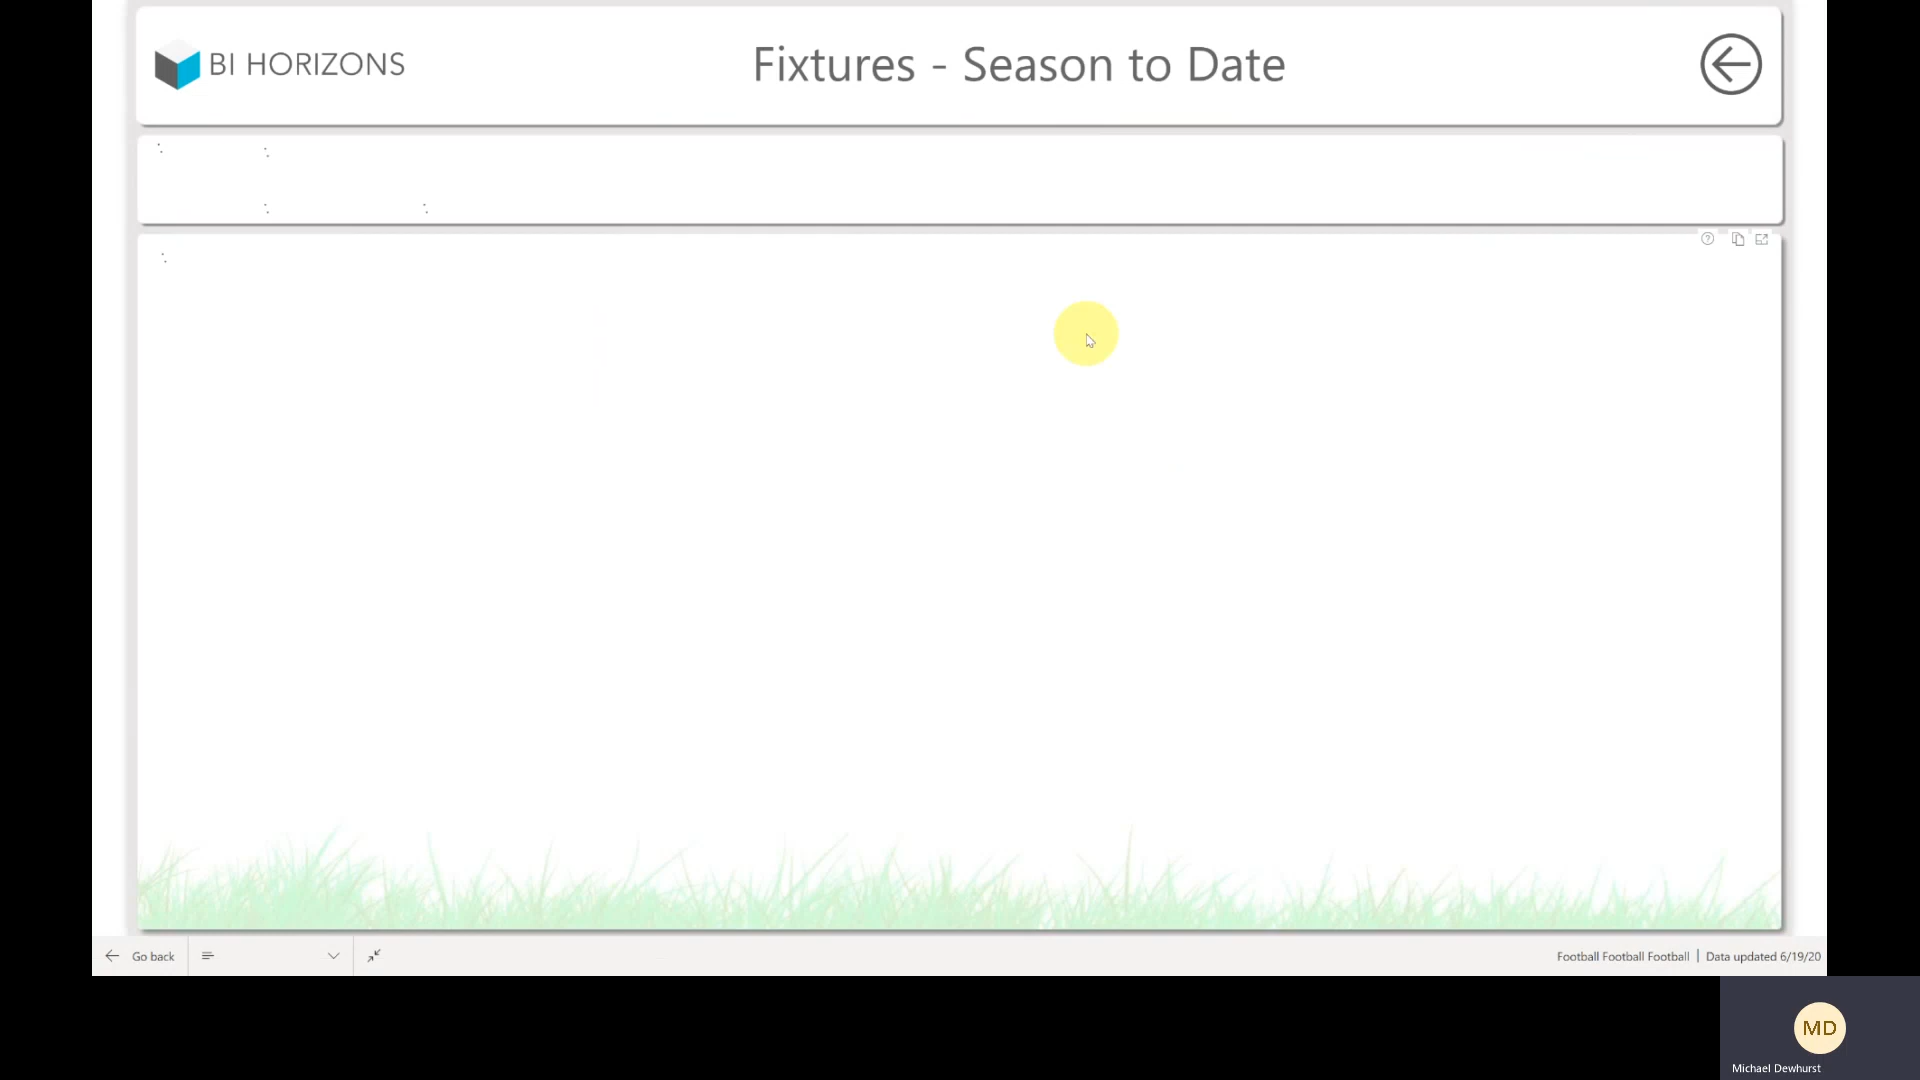 BI HORIZONS
Fixtures - Season to Date
Go back
Football Football Football | Data updated 6/19/20
MD
Michael Dewhurst